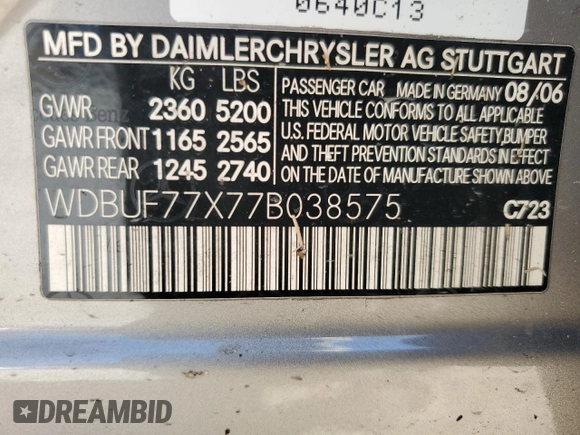 0640C13
MFD BY DAIMLERCHRYSLER AG STUTTGART
KG LBS
GVWR 2360 5200
GAWR FRONT 1165 2565
GAWR REAR 1245 2740
PASSENGER CAR MADE IN GERMANY 08/06
THIS VEHICLE CONFORMS TO ALL APPLICABLE
U.S. FEDERAL MOTOR VEHICLE SAFETY, BUMPER
AND THEFT PREVENTION STANDARDS IN EFFECT
ON THE DATE OF MANUFACTURE SHOWN ABOVE.
WDBUF77X77B038575
C723
DREAMBID